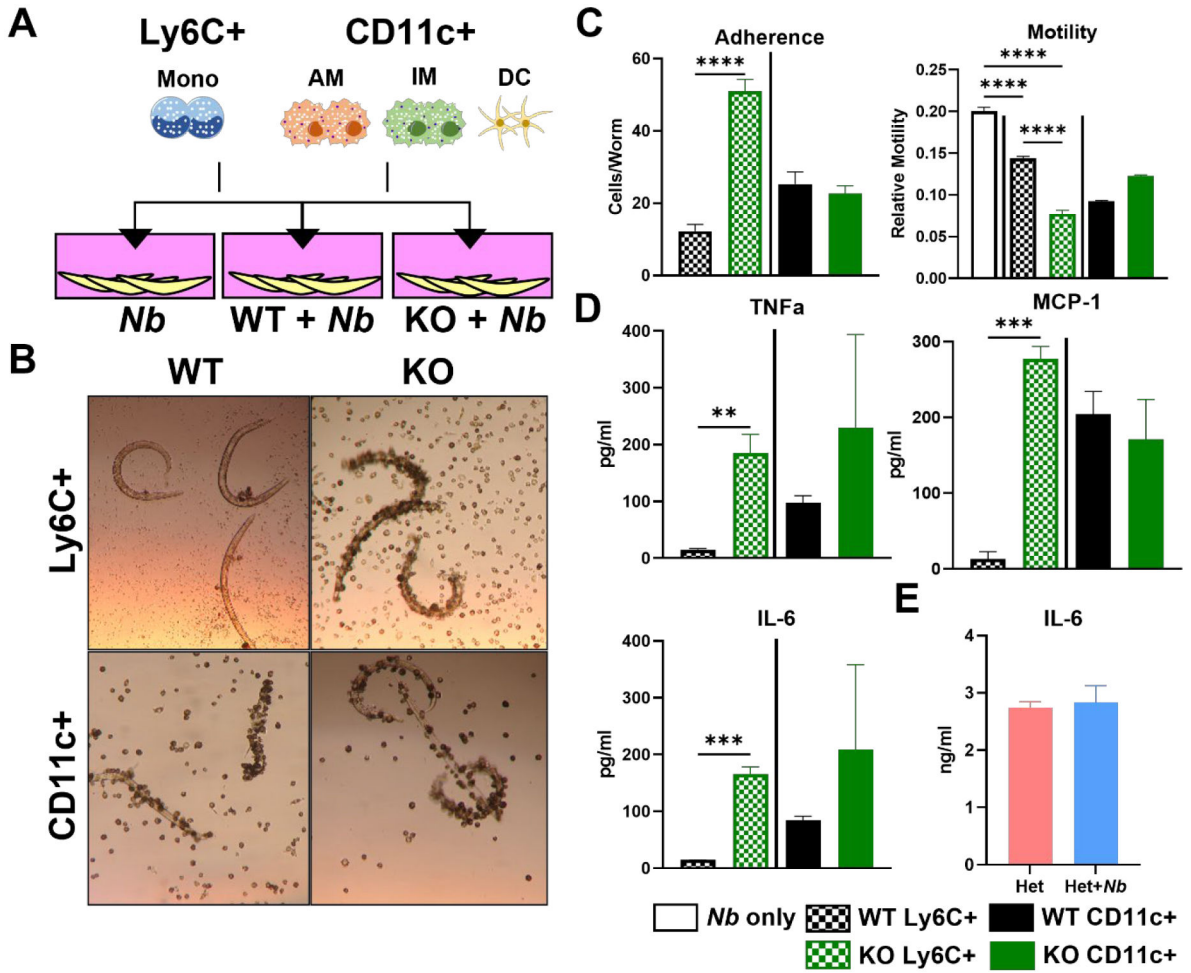 A
Ly6C+ CD11c+
Mono AM IM DC
Nb WT + Nb KO + Nb
B
WT KO
Ly6C+
CD11c+
C
Adherence
****
Cells/Worm
60
40
20
0
Motility
****
****
****
Relative Motility
0.25
0.20
0.15
0.10
0.05
0.00
D
TNFa
**
pg/ml
400
300
200
100
0
MCP-1
***
pg/ml
300
200
100
0
IL-6
***
pg/ml
400
300
200
100
0
E
IL-6
ng/ml
4
3
2
1
0
Het Het+Nb
Nb only WT Ly6C+ WT CD11c+
KO Ly6C+ KO CD11c+